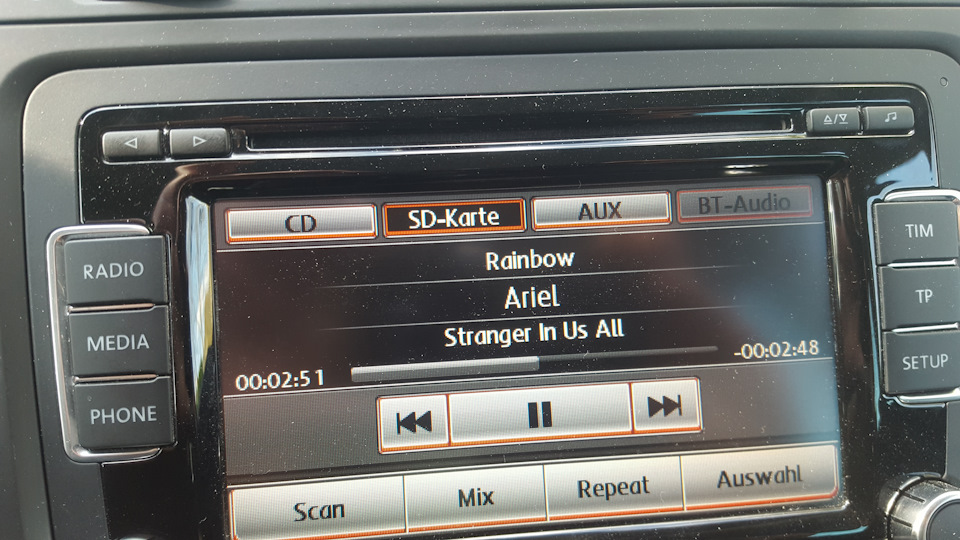 CD SD-Karte AUX BT-Audio
Rainbow
RADIO
TIM
Ariel
TP
MEDIA
Stranger In Us All
00:02:51
-00:02:48
SETUP
PHONE
Scan Mix Repeat Auswahl